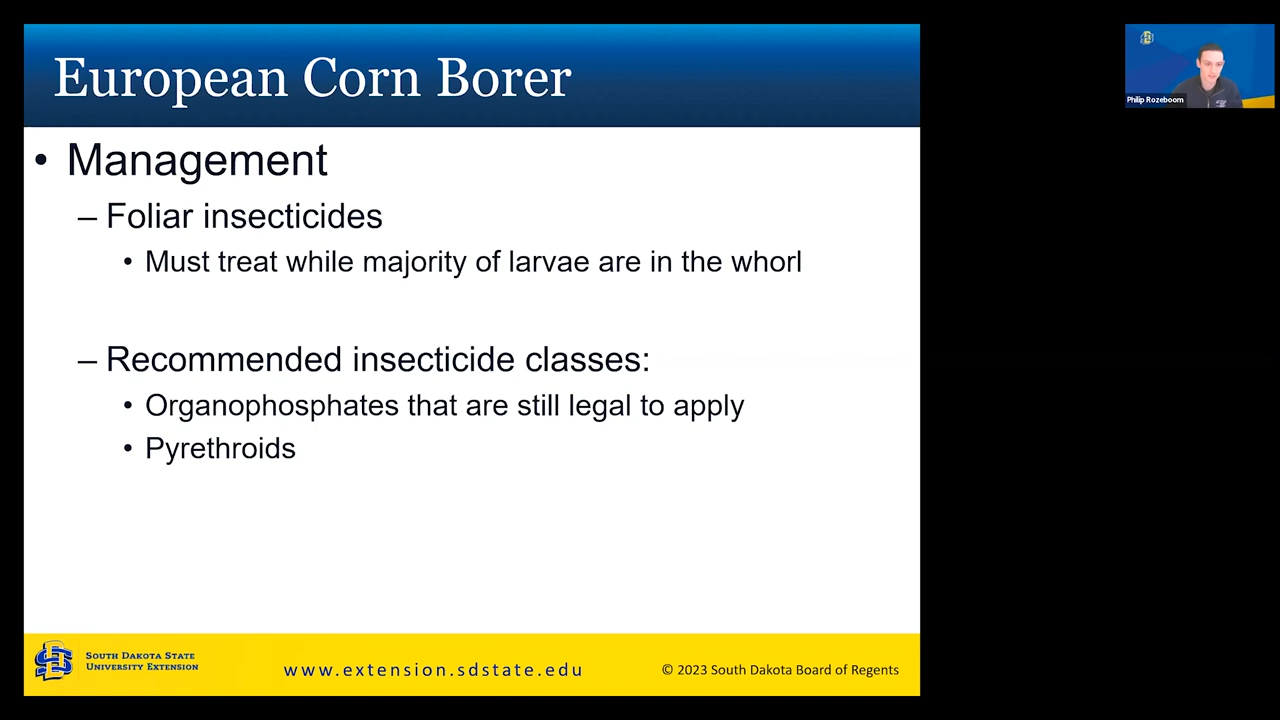 European Corn Borer
• Management
– Foliar insecticides
• Must treat while majority of larvae are in the whorl
– Recommended insecticide classes:
• Organophosphates that are still legal to apply
• Pyrethroids
SOUTH DAKOTA STATE
UNIVERSITY EXTENSION
www.extension.sdstate.edu
© 2023 South Dakota Board of Regents
Philip Rozeboom